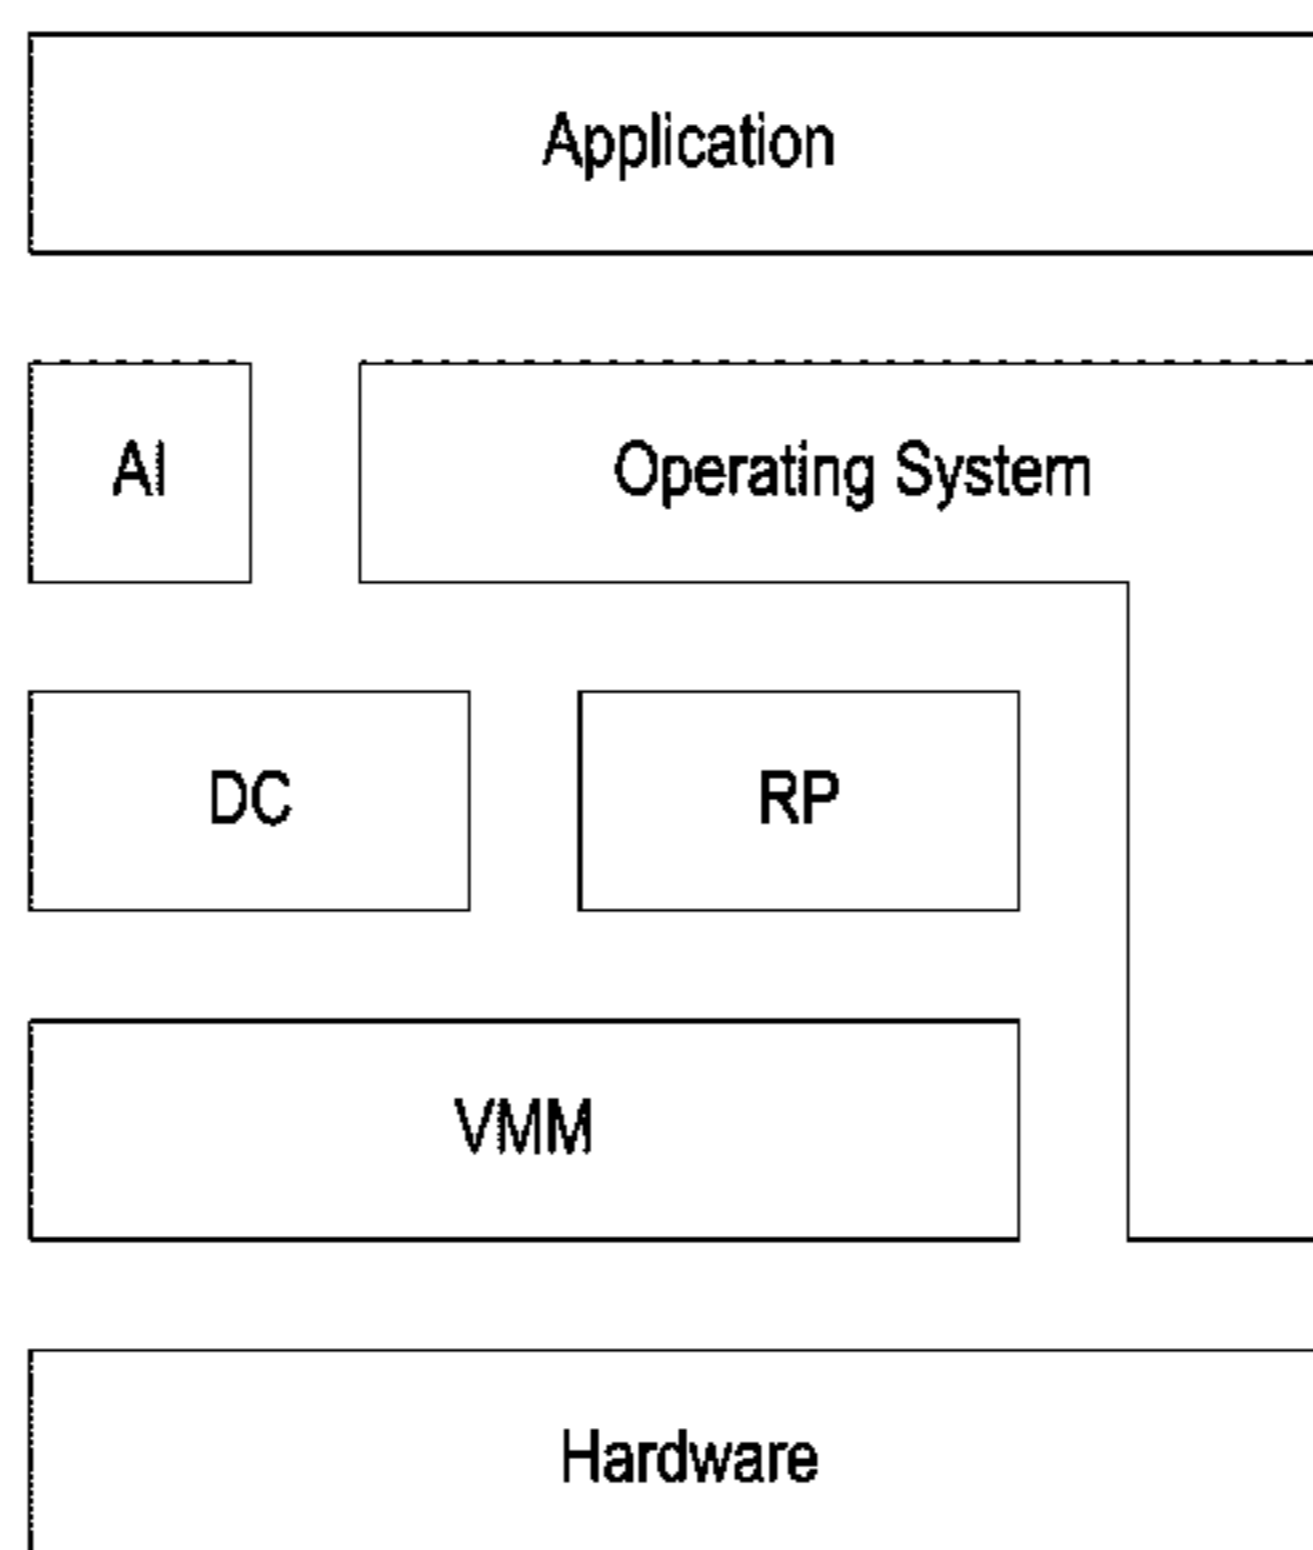 Application
AI
Operating System
DC
RP
VMM
Hardware